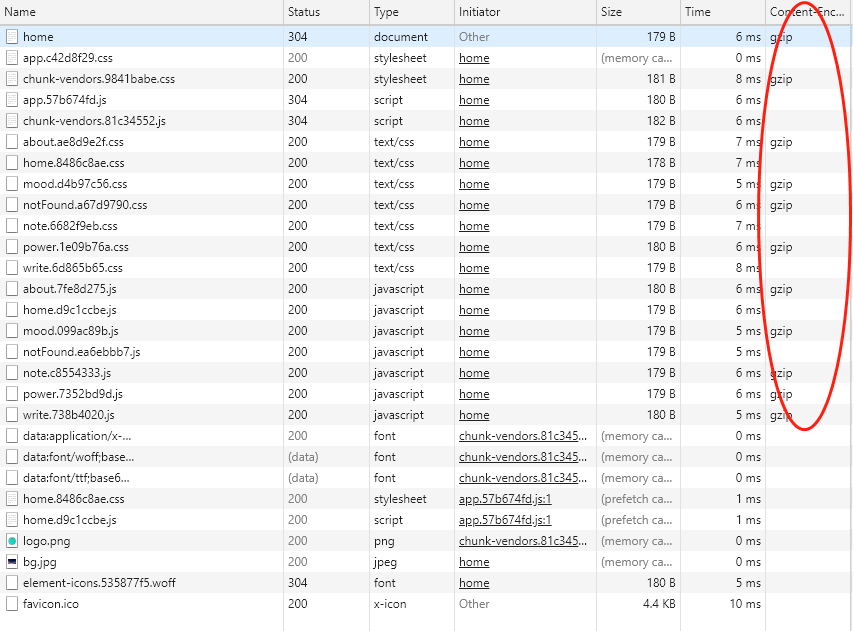 Name Status Type Initiator Size Time Content-Enc...
home 304 document Other 179 B 6 ms gzip
app.c42d8f29.css 200 stylesheet home (memory ca... 0 ms
chunk-vendors.9841babe.css 200 stylesheet home 181 B 8 ms gzip
app.57b674fd.js 304 script home 180 B 6 ms
chunk-vendors.81c34552.js 304 script home 182 B 6 ms
about.ae8d9e2f.css 200 text/css home 179 B 7 ms gzip
home.8486c8ae.css 200 text/css home 178 B 7 ms
mood.d4b97c56.css 200 text/css home 179 B 5 ms gzip
notFound.a67d9790.css 200 text/css home 179 B 6 ms gzip
note.6682f9eb.css 200 text/css home 179 B 7 ms
power.1e09b76a.css 200 text/css home 180 B 6 ms gzip
write.6d865b65.css 200 text/css home 179 B 8 ms
about.7fe8d275.js 200 javascript home 180 B 6 ms gzip
home.d9c1ccbe.js 200 javascript home 179 B 6 ms
mood.099ac89b.js 200 javascript home 179 B 5 ms gzip
notFound.ea6ebbb7.js 200 javascript home 179 B 5 ms
note.c8554333.js 200 javascript home 179 B 6 ms gzip
power.7352bd9d.js 200 javascript home 179 B 6 ms gzip
write.738b4020.js 200 javascript home 180 B 5 ms gzip
data:application/x-... 200 font chunk-vendors.81c345... (memory ca... 0 ms
data:font/woff;base... (data) font chunk-vendors.81c345... (memory ca... 0 ms
data:font/ttf;base6... (data) font chunk-vendors.81c345... (memory ca... 0 ms
home.8486c8ae.css 200 stylesheet app.57b674fd.js:1 (prefetch ca... 1 ms
home.d9c1ccbe.js 200 script app.57b674fd.js:1 (prefetch ca... 1 ms
logo.png 200 png chunk-vendors.81c345... (memory ca... 0 ms
bg.jpg 200 jpeg home (memory ca... 0 ms
element-icons.535877f5.woff 304 font home 180 B 5 ms
favicon.ico 200 x-icon Other 4.4 KB 10 ms